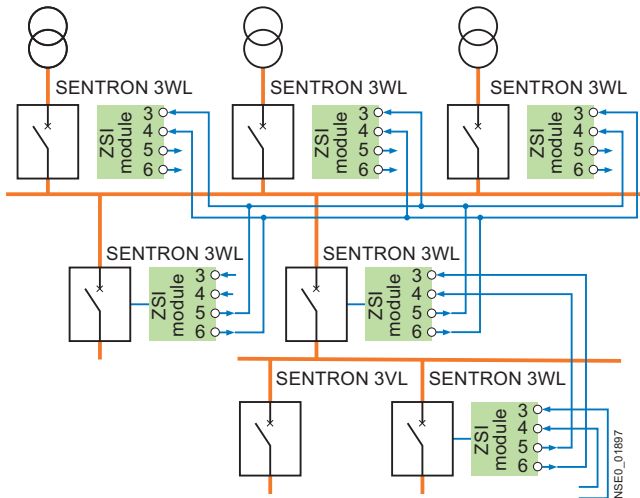 SENTRON 3WL SENTRON 3WL SENTRON 3WL
ZSI module 3 4 5 6
ZSI module 3 4 5 6
ZSI module 3 4 5 6
SENTRON 3WL SENTRON 3WL
ZSI module 3 4 5 6
ZSI module 3 4 5 6
SENTRON 3VL SENTRON 3WL
ZSI module 3 4 5 6
NSE0_01897